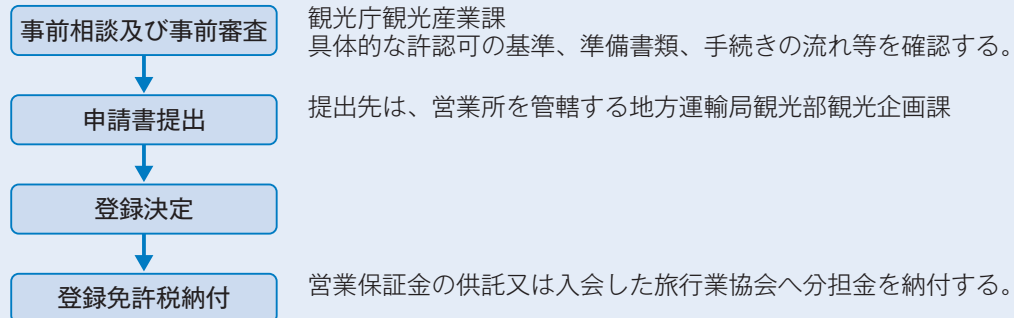 事前相談及び事前審査
観光庁観光産業課
具体的な許認可の基準、準備書類、手続きの流れ等を確認する。
申請書提出
提出先は、営業所を管轄する地方運輸局観光部観光企画課
登録決定
登録免許税納付
営業保証金の供託又は入会した旅行業協会へ分担金を納付する。